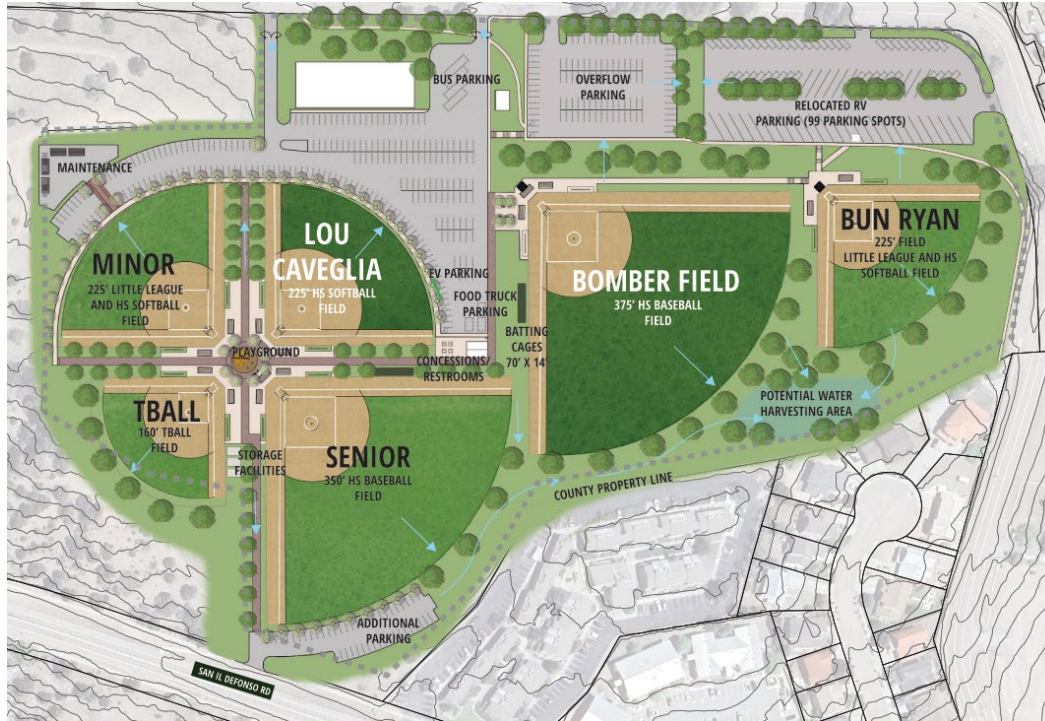 BUS PARKING
OVERFLOW
PARKING
RELOCATED RV
PARKING (99 PARKING SPOTS)
MAINTENANCE
MINOR
225' LITTLE LEAGUE
AND HS SOFTBALL
FIELD
LOU
CAVEGLIA
225' HS SOFTBALL
FIELD
EV PARKING
FOOD TRUCK
PARKING
BOMBER FIELD
375' HS BASEBALL
FIELD
BUN RYAN
225' FIELD
LITTLE LEAGUE AND HS
SOFTBALL FIELD
BATTING
CAGES
70' X 14'
PLAYGROUND
CONCESSIONS/
RESTROOMS
TBALL
160' TBALL
FIELD
STORAGE
FACILITIES
SENIOR
350' HS BASEBALL
FIELD
POTENTIAL WATER
HARVESTING AREA
COUNTY PROPERTY LINE
ADDITIONAL
PARKING
SAN IL DEFONSO RD